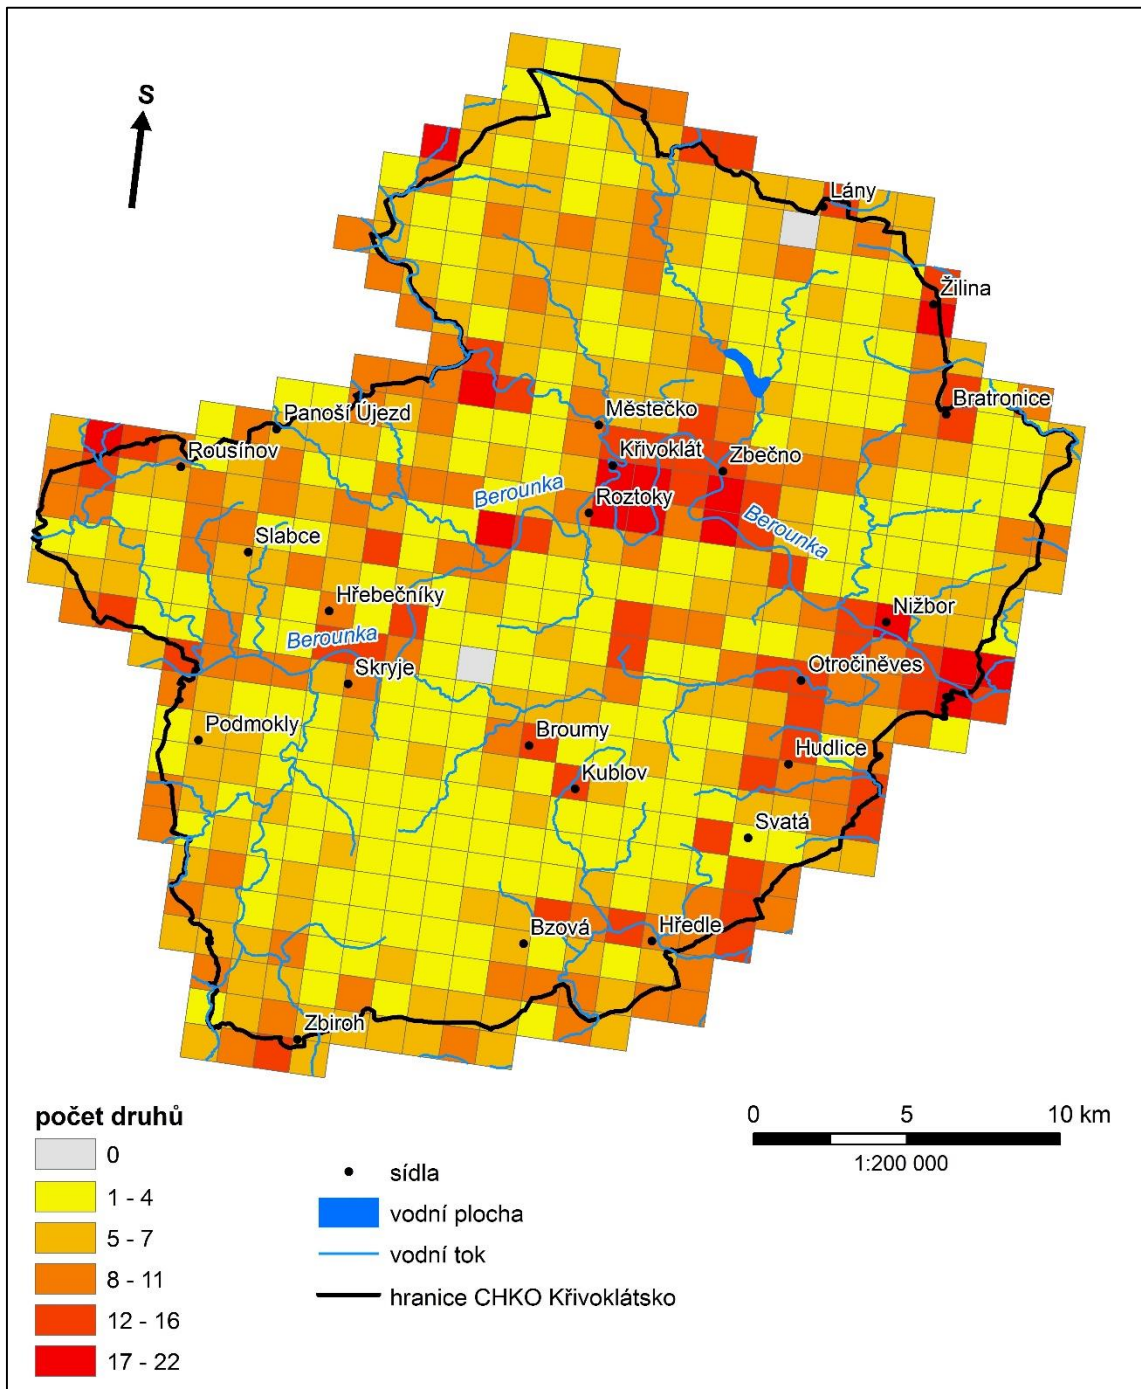 S
Lány
Žilina
Bratronice
Panoší Újezd
Městečko
Rousínov
Křivoklát
Zbečno
Berounka
Roztoky
Berounka
Slabce
Hřebečníky
Nižbor
Berounka
Skryje
Otročiněves
Podmokly
Broumy
Hudlice
Kublov
Svatá
Bzová
Hředle
Zbiroh
počet druhů
0
1 - 4
5 - 7
8 - 11
12 - 16
17 - 22
sídla
vodní plocha
vodní tok
hranice CHKO Křivoklátsko
0 5 10 km
1:200 000